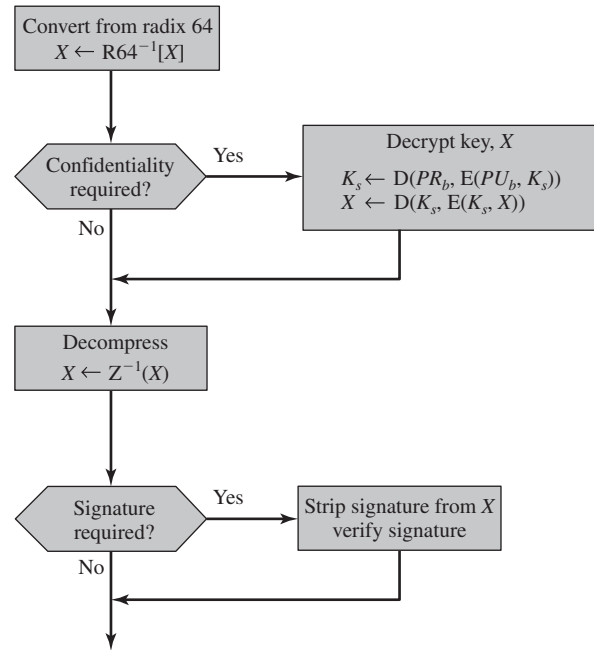 Convert from radix 64
X ← R64⁻¹[X]
Confidentiality
required?
Yes
Decrypt key, X
Kₛ ← D(PR_b, E(PU_b, Kₛ))
X ← D(Kₛ, E(Kₛ, X))
No
Decompress
X ← Z⁻¹(X)
Signature
required?
Yes
Strip signature from X
verify signature
No